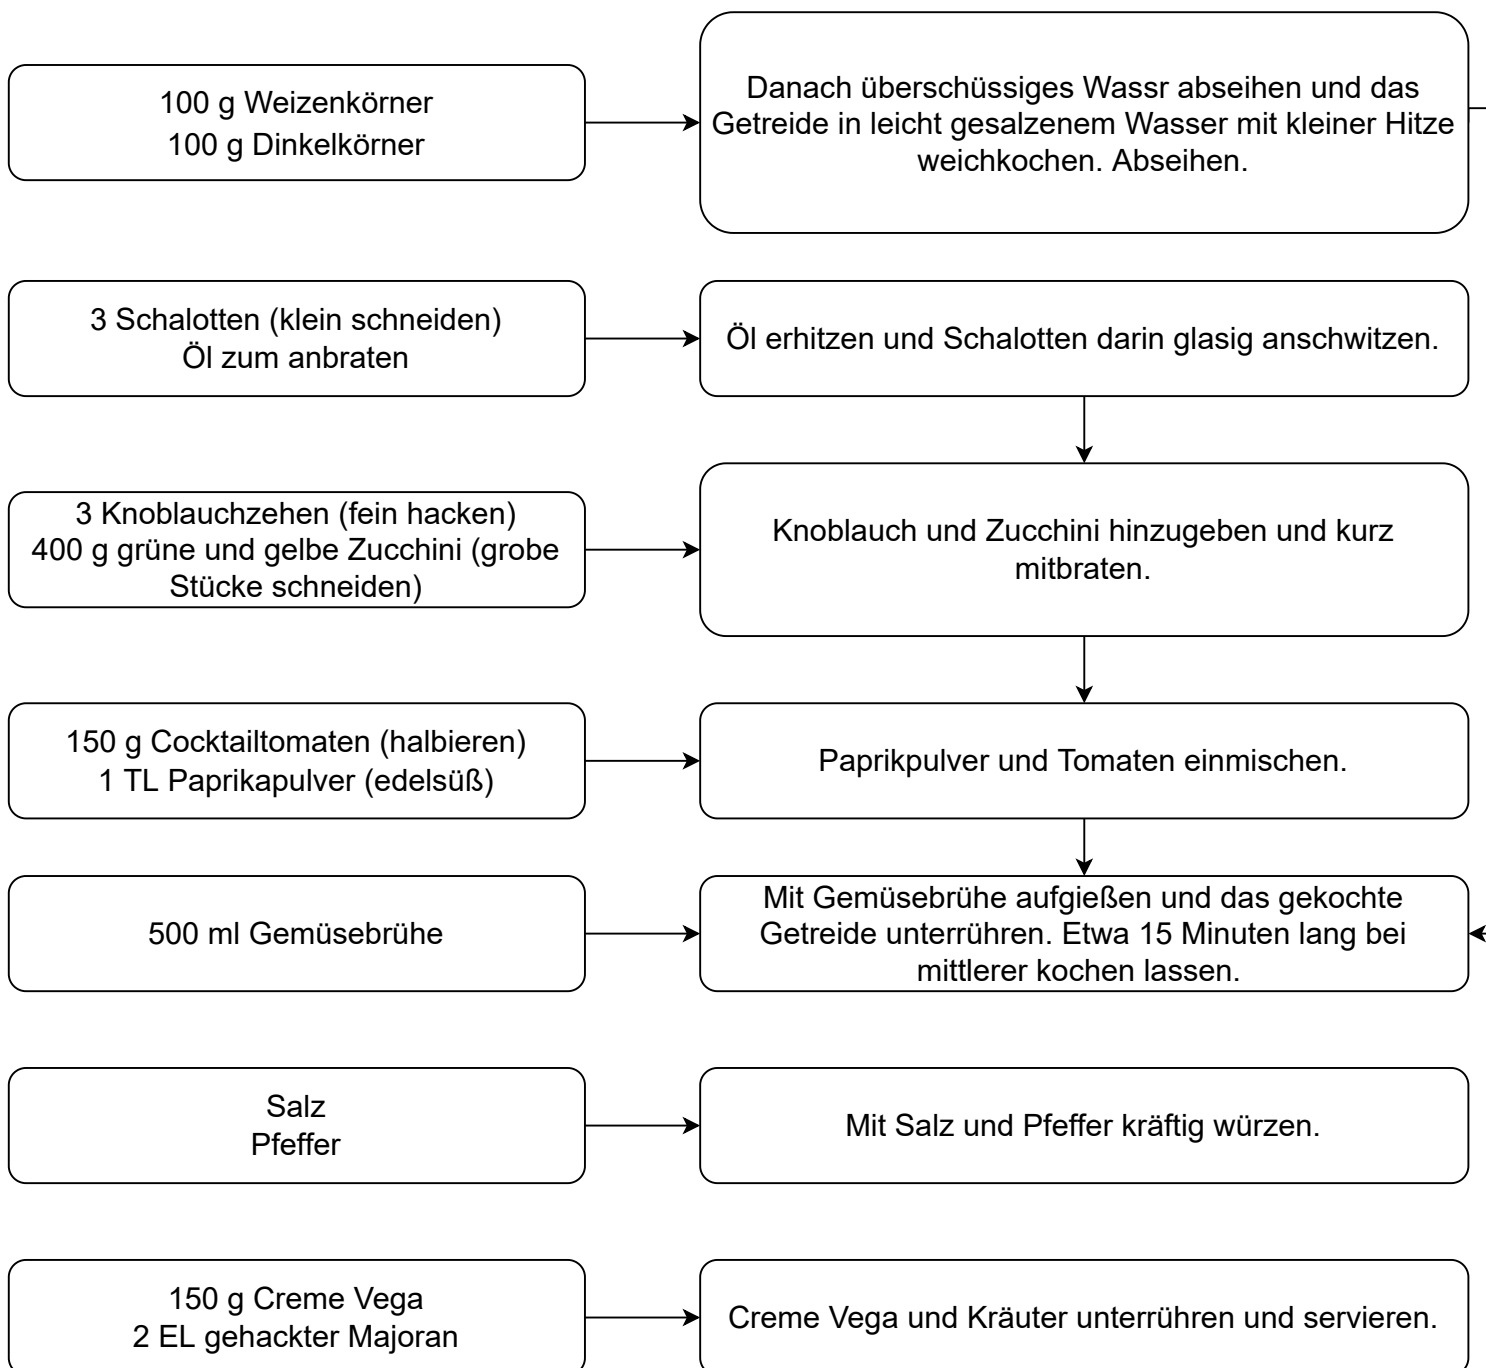 100 g Weizenkörner
100 g Dinkelkörner
Danach überschüssiges Wassr abseihen und das
Getreide in leicht gesalzenem Wasser mit kleiner Hitze
weichkochen. Abseihen.
3 Schalotten (klein schneiden)
Öl zum anbraten
Öl erhitzen und Schalotten darin glasig anschwitzen.
3 Knoblauchzehen (fein hacken)
400 g grüne und gelbe Zucchini (grobe
Stücke schneiden)
Knoblauch und Zucchini hinzugeben und kurz
mitbraten.
150 g Cocktailtomaten (halbieren)
1 TL Paprikapulver (edelsüß)
Paprikpulver und Tomaten einmischen.
500 ml Gemüsebrühe
Mit Gemüsebrühe aufgießen und das gekochte
Getreide unterrühren. Etwa 15 Minuten lang bei
mittlerer kochen lassen.
Salz
Pfeffer
Mit Salz und Pfeffer kräftig würzen.
150 g Creme Vega
2 EL gehackter Majoran
Creme Vega und Kräuter unterrühren und servieren.